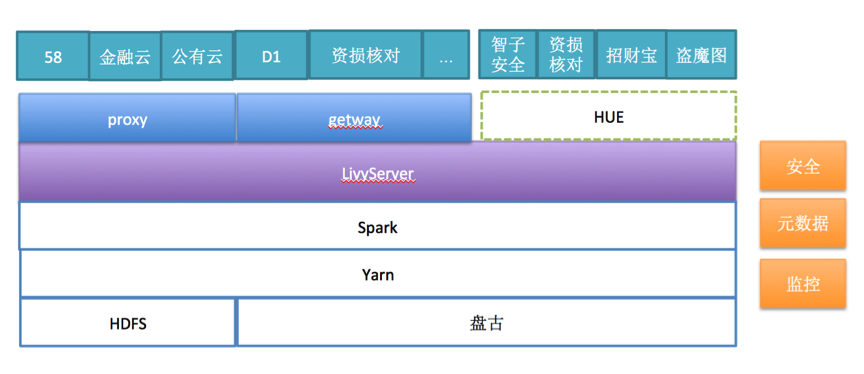 58
金融云
公有云
D1
资损核对
...
智子
安全
资损
核对
招财宝
盗魔图
proxy
getway
HUE
LivyServer
安全
Spark
元数据
Yarn
监控
HDFS
盘古